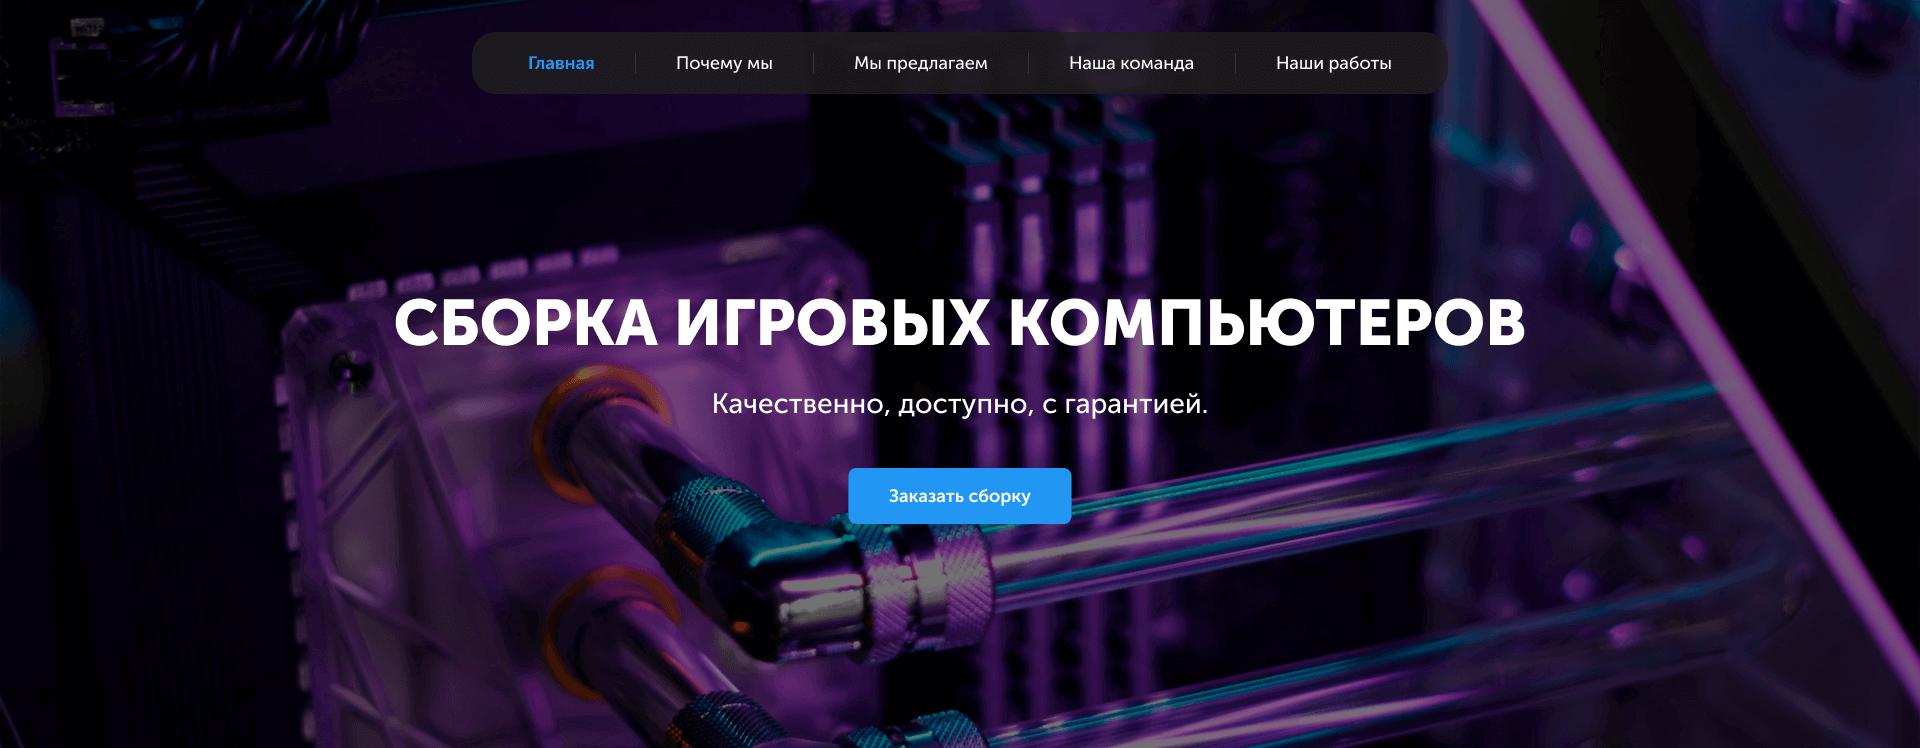 Главная Почему мы Мы предлагаем Наша команда Наши работы
СБОРКА ИГРОВЫХ КОМПЬЮТЕРОВ
Качественно, доступно, с гарантией.
Заказать сборку